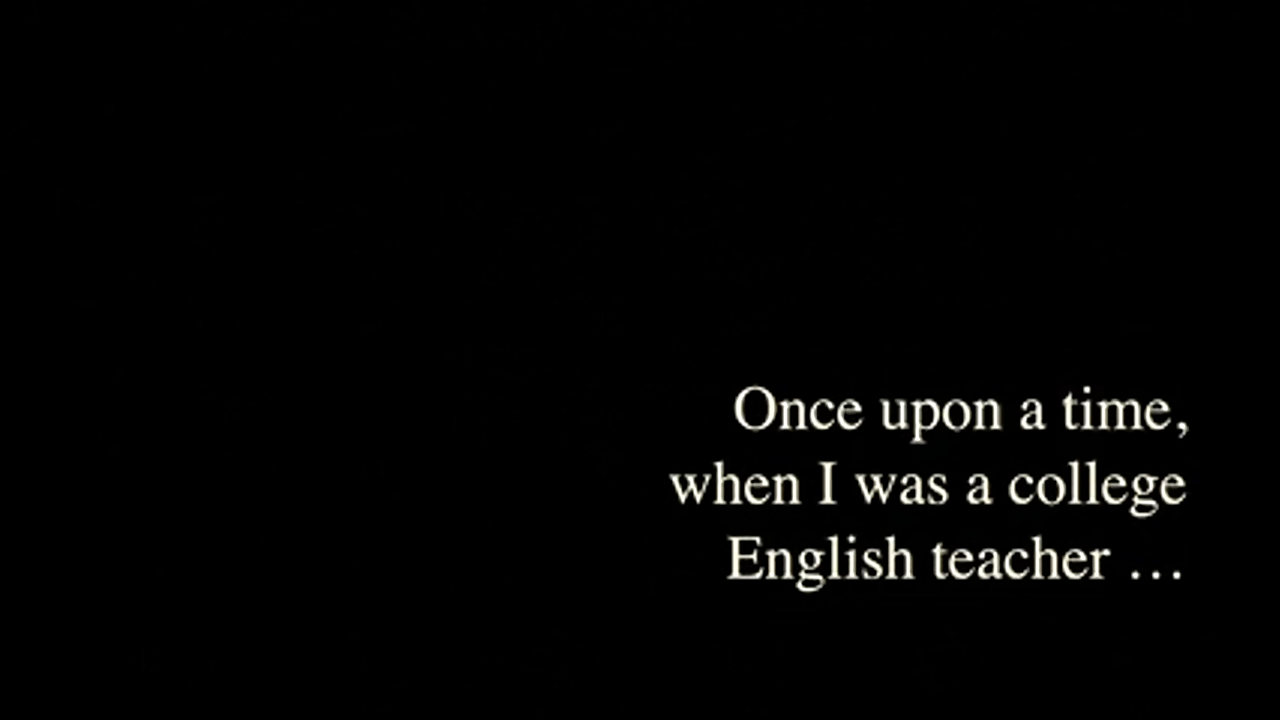 Once upon a time,
when I was a college
English teacher …